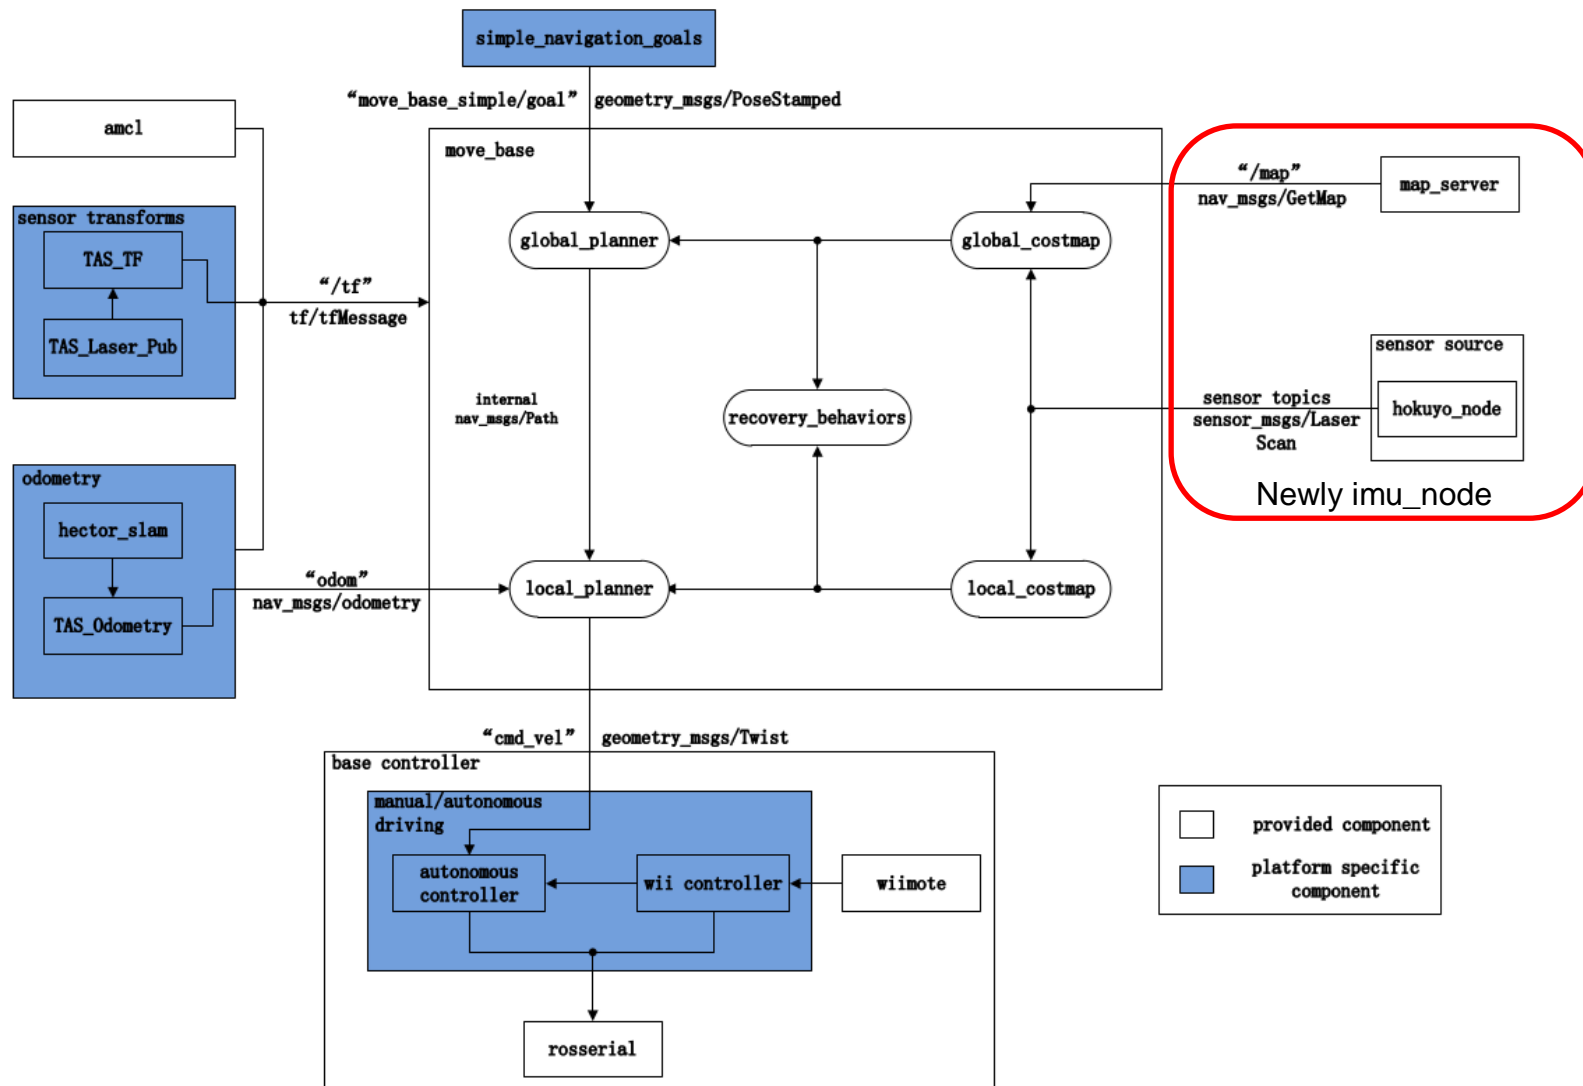 simple_navigation_goals
“move_base_simple/goal” geometry_msgs/PoseStamped
amcl
move_base
“/map”
nav_msgs/GetMap
map_server
sensor transforms
TAS_TF
TAS_Laser_Pub
“/tf”
tf/tfMessage
global_planner
global_costmap
internal
nav_msgs/Path
recovery_behaviors
sensor source
hokuyo_node
sensor topics
sensor_msgs/Laser
Scan
Newly imu_node
odometry
hector_slam
TAS_Odometry
“odom”
nav_msgs/odometry
local_planner
local_costmap
“cmd_vel” geometry_msgs/Twist
base controller
manual/autonomous
driving
autonomous
controller
wii controller
wiimote
rosserial
provided component
platform specific
component